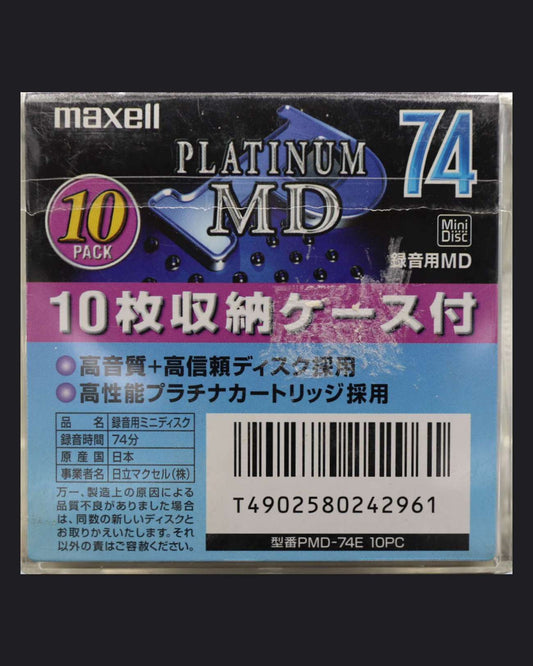 maxell
PLATINUM
MD
74
10
PACK
Mini
Disc
録音用MD
10枚収納ケース付
●高音質+高信頼ディスク採用
●高性能プラチナカートリッジ採用
品名 録音用ミニディスク
録音時間 74分
原産国 日本
事業者名 日立マクセル(株)
万一、製造上の原因による
品質不良がありました場合
は、同数の新しいディスクと
お取りかえいたします。それ
以外の責はご容赦ください。
T4902580242961
型番PMD-74E 10PC